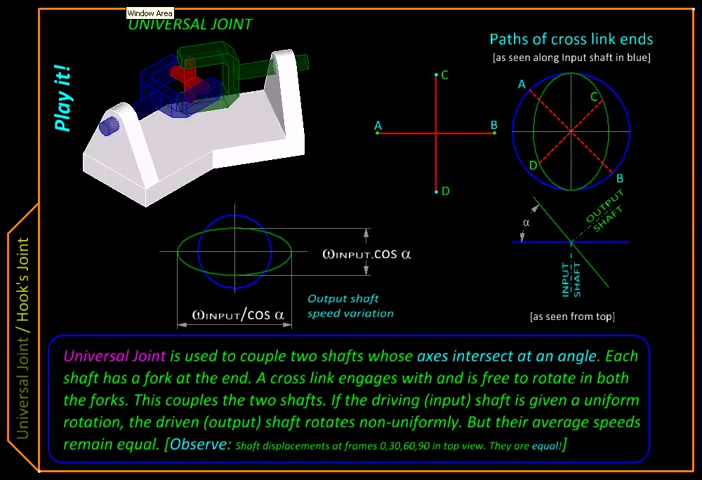 Window Area
UNIVERSAL JOINT
Play it!
Paths of cross link ends
[as seen along Input shaft in blue]
C
A
B
D
A
C
D
B
α
OUTPUT
SHAFT
INPUT
SHAFT
[as seen from top]
ωINPUT.cos α
Output shaft
speed variation
ωINPUT/cos α
Universal Joint / Hook's Joint
Universal Joint is used to couple two shafts whose axes intersect at an angle. Each
shaft has a fork at the end. A cross link engages with and is free to rotate in both
the forks. This couples the two shafts. If the driving (input) shaft is given a uniform
rotation, the driven (output) shaft rotates non-uniformly. But their average speeds
remain equal. [Observe: Shaft displacements at frames 0,30,60,90 in top view. They are equal!]